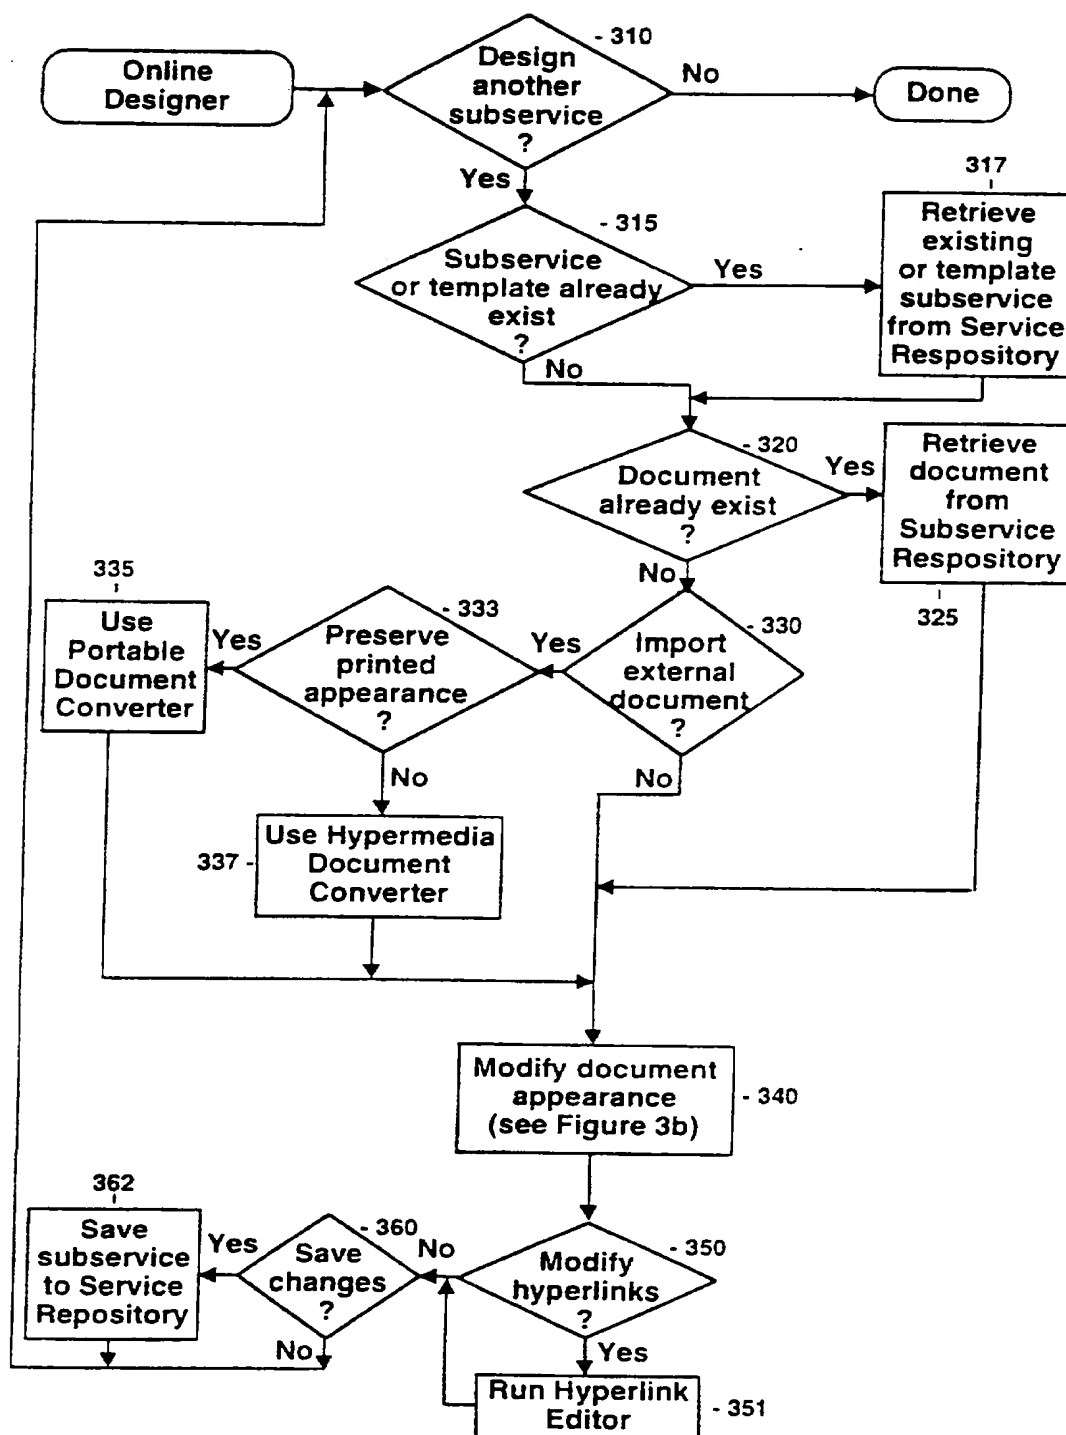 Online
Designer
Design
another
subservice
?
- 310
No
Done
Yes
317
Subservice
or template already
exist
?
- 315
Yes
Retrieve
existing
or template
subservice
from Service
Respository
No
Document
already exist
?
- 320
Yes
Retrieve
document
from
Subservice
Respository
325
No
335
Use
Portable
Document
Converter
Yes
Preserve
printed
appearance
?
- 333
Yes
Import
external
document
?
- 330
No
No
337 -
Use Hypermedia
Document
Converter
Modify document
appearance
(see Figure 3b)
- 340
362
Save
subservice
to Service
Repository
Yes
Save
changes
?
- 360
No
Modify
hyperlinks
?
- 350
No
Yes
Run Hyperlink
Editor
- 351